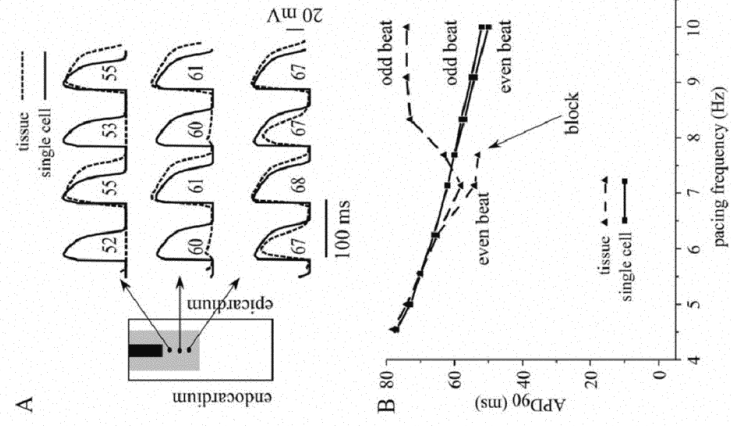 A
tissue
single cell
endocardium
epicardium
52 55 53 55
60 61 60 61
67 68 67 67
20 mV
100 ms
B
APD90 (ms)
80
60
40
20
0
odd beat
odd beat
even beat
even beat
block
tissue
single cell
4 5 6 7 8 9 10
pacing frequency (Hz)